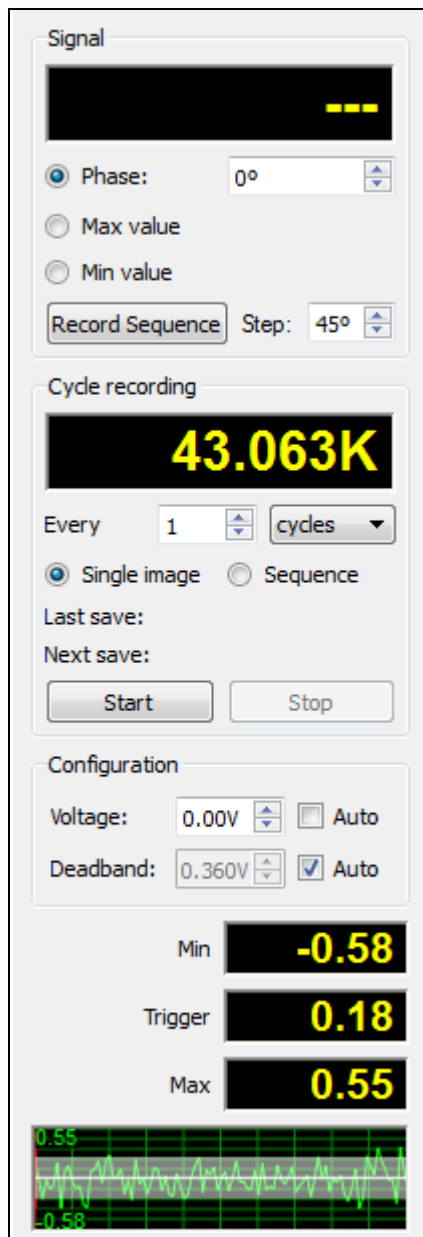 Signal
---
Phase: 0º
Max value
Min value
Record Sequence Step: 45º
Cycle recording
43.063K
Every 1 cycles
Single image Sequence
Last save:
Next save:
Start Stop
Configuration
Voltage: 0.00V Auto
Deadband: 0.360V Auto
Min -0.58
Trigger 0.18
Max 0.55
0.55
-0.58